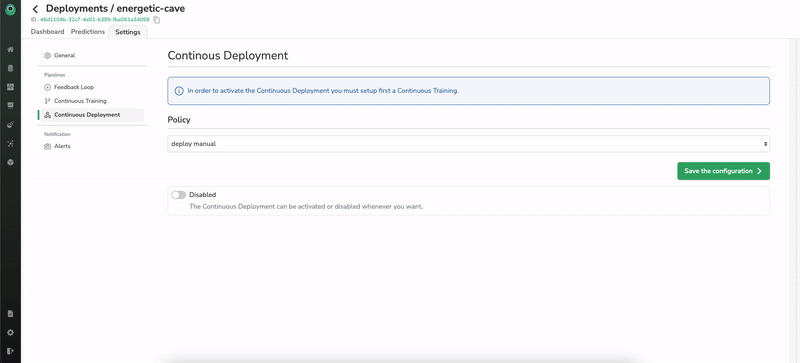 Deployments / energetic-cave
ID : 46d1104b-32c7-4e01-b389-fba061a34059
Dashboard Predictions Settings
General
Pipelines
Feedback Loop
Continuous Training
Continuous Deployment
Notification
Alerts
Continous Deployment
In order to activate the Continuous Deployment you must setup first a Continuous Training.
Policy
deploy manual
Save the configuration
Disabled
The Continuous Deployment can be activated or disabled whenever you want.